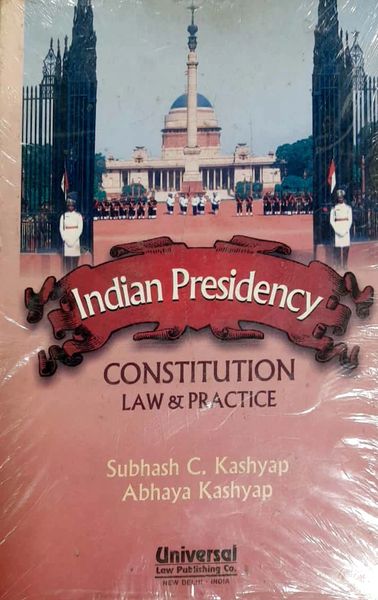 Indian Presidency
CONSTITUTION
LAW & PRACTICE
Subhash C. Kashyap
Abhaya Kashyap
Universal
Law Publishing Co.
NEW DELHI - INDIA